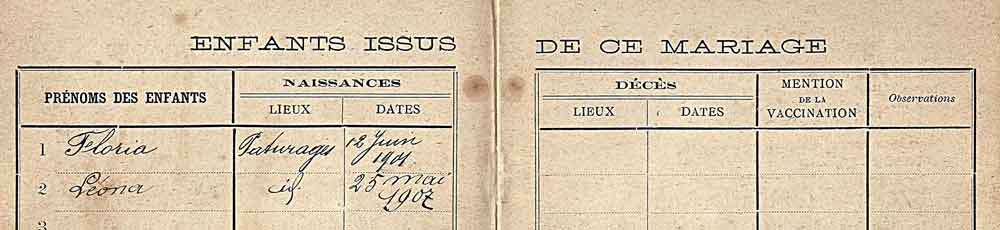 ENFANTS ISSUS DE CE MARIAGE
PRÉNOMS DES ENFANTS
NAISSANCES
LIEUX
DATES
DÉCÈS
LIEUX
DATES
MENTION
DE LA
VACCINATION
Observations
1 Floria Paturages 12 Juin
1901.
2 Léona id. 25 mai
1907
3